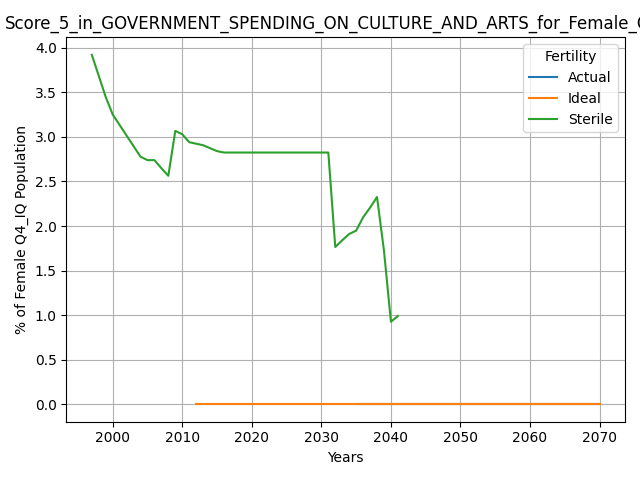 Score_5_in_GOVERNMENT_SPENDING_ON_CULTURE_AND_ARTS_for_Female_
Fertility
Actual
Ideal
Sterile
% of Female Q4_IQ Population
4.0
3.5
3.0
2.5
2.0
1.5
1.0
0.5
0.0
2000 2010 2020 2030 2040 2050 2060 2070
Years